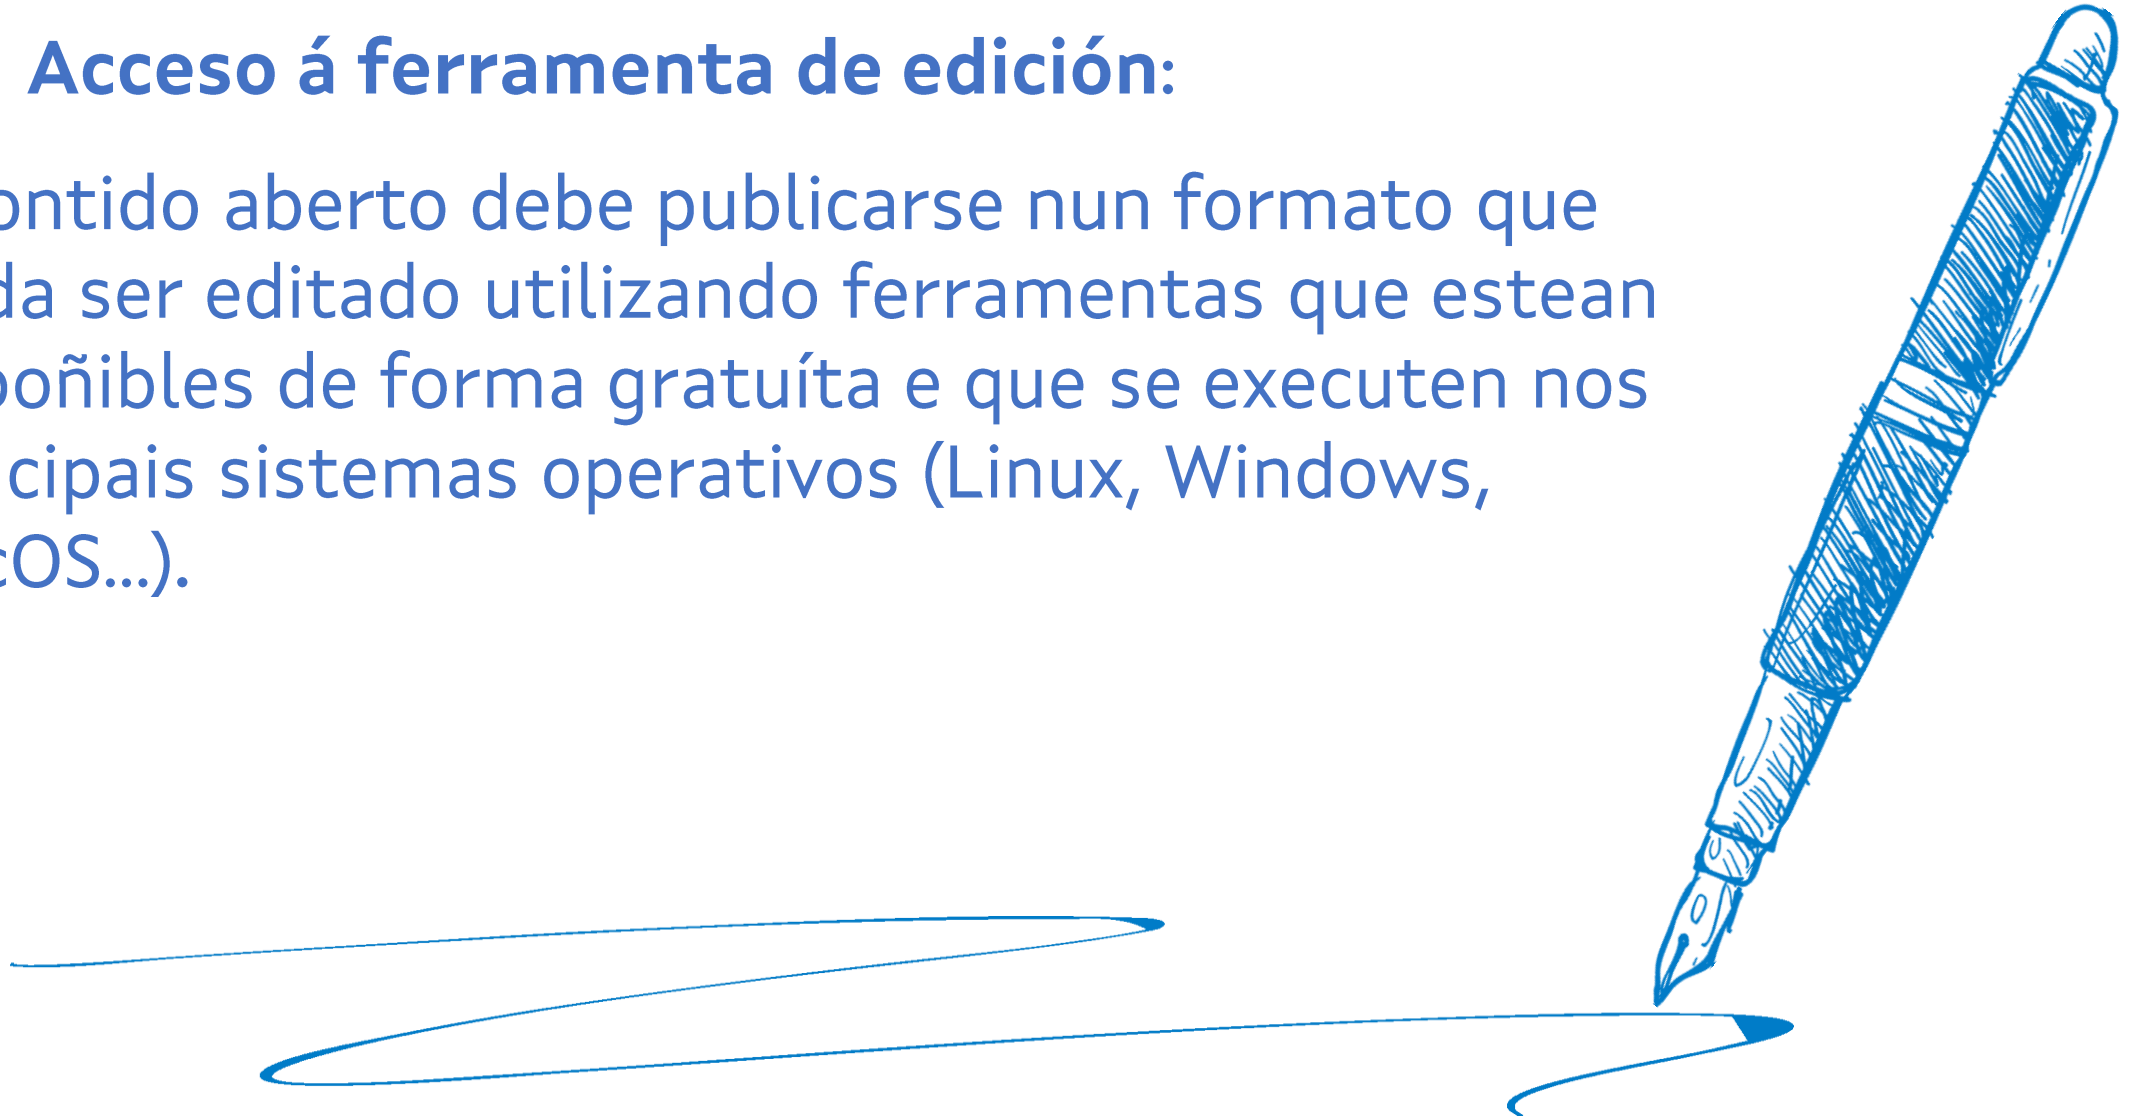 Acceso á ferramenta de edición:
ontido aberto debe publicarse nun formato que
da ser editado utilizando ferramentas que estean
poñibles de forma gratuíta e que se executen nos
cipais sistemas operativos (Linux, Windows,
cOS...).